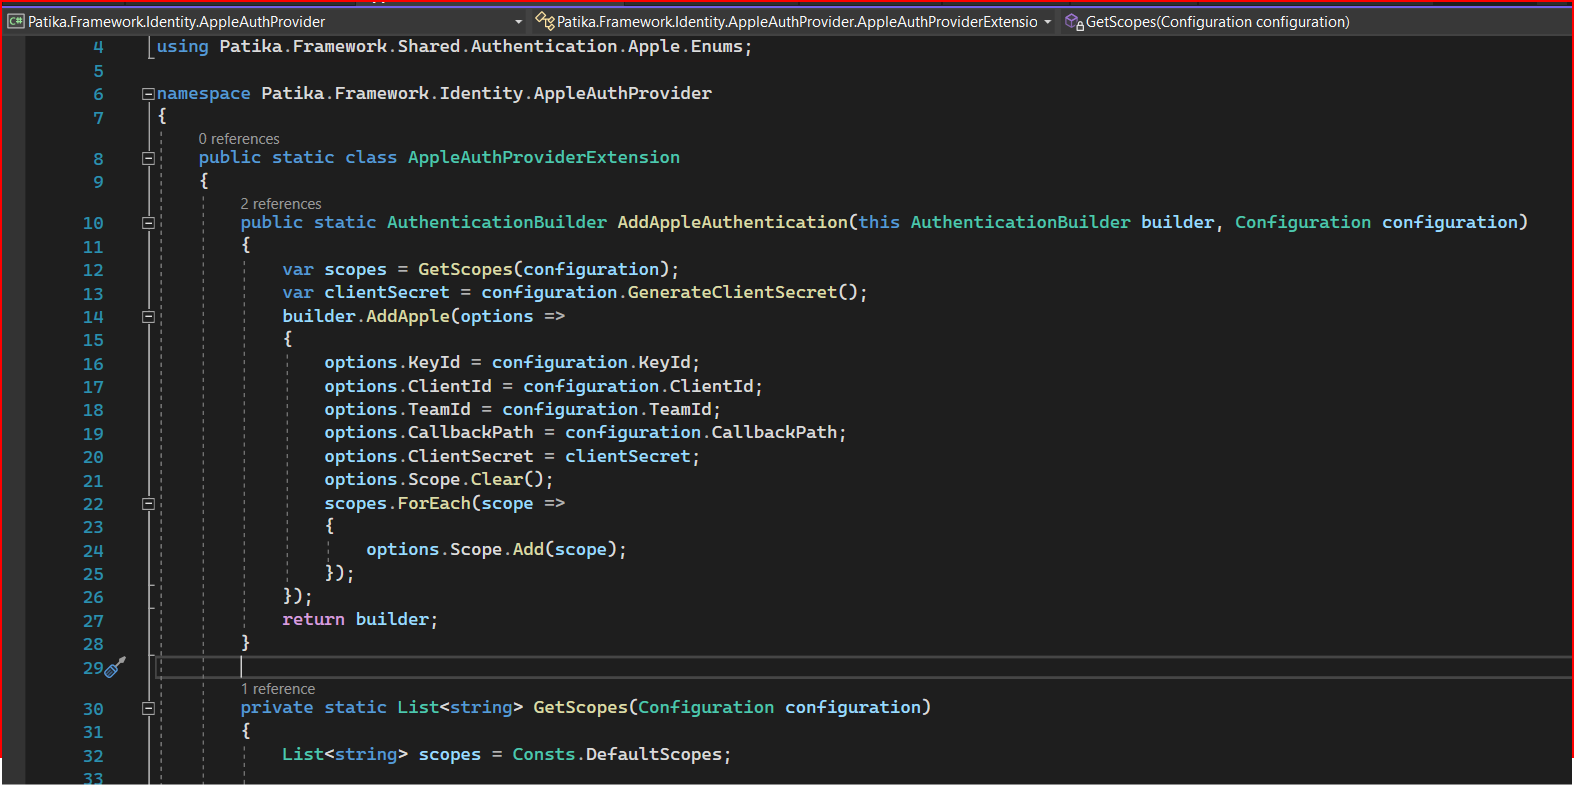 Patika.Framework.Identity.AppleAuthProvider Patika.Framework.Identity.AppleAuthProvider.AppleAuthProviderExtensio GetScopes(Configuration configuration)
4 using Patika.Framework.Shared.Authentication.Apple.Enums;
5
6 namespace Patika.Framework.Identity.AppleAuthProvider
7 {
0 references
8 public static class AppleAuthProviderExtension
9 {
2 references
10 public static AuthenticationBuilder AddAppleAuthentication(this AuthenticationBuilder builder, Configuration configuration)
11 {
12 var scopes = GetScopes(configuration);
13 var clientSecret = configuration.GenerateClientSecret();
14 builder.AddApple(options =>
15 {
16 options.KeyId = configuration.KeyId;
17 options.ClientId = configuration.ClientId;
18 options.TeamId = configuration.TeamId;
19 options.CallbackPath = configuration.CallbackPath;
20 options.ClientSecret = clientSecret;
21 options.Scope.Clear();
22 scopes.ForEach(scope =>
23 {
24 options.Scope.Add(scope);
25 });
26 });
27 return builder;
28 }
29
1 reference
30 private static List<string> GetScopes(Configuration configuration)
31 {
32 List<string> scopes = Consts.DefaultScopes;
33